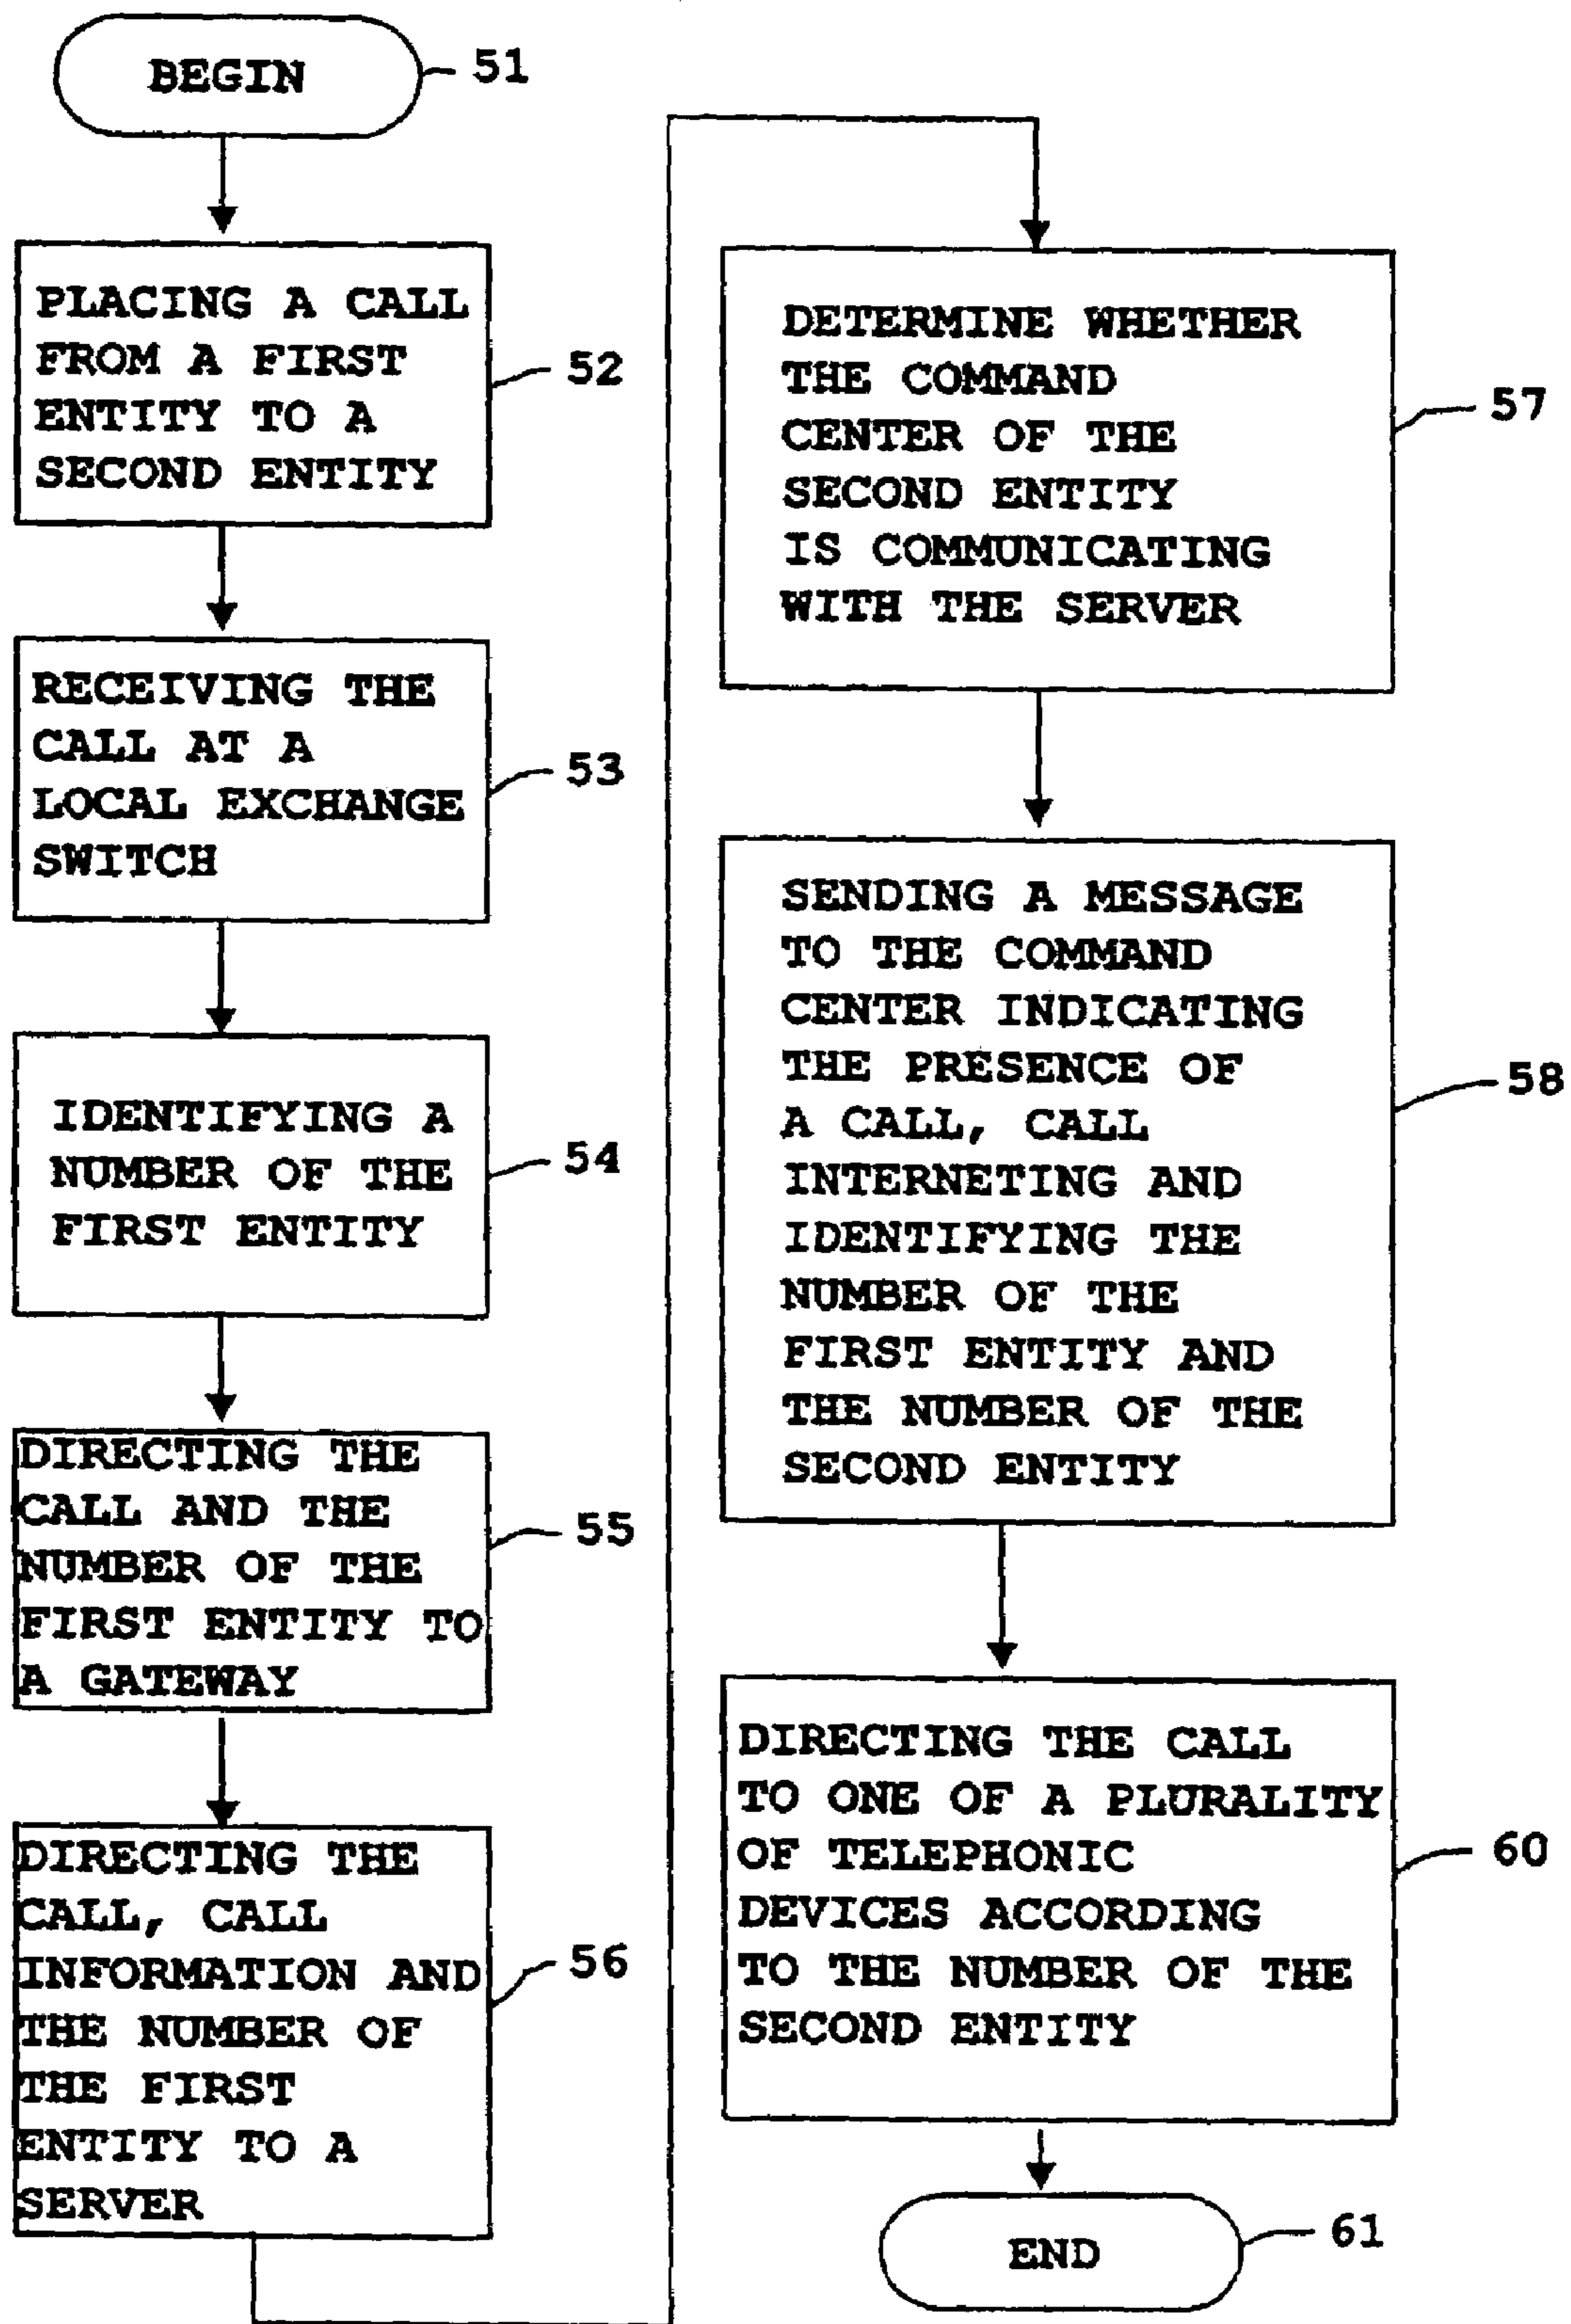 BEGIN
51
PLACING A CALL
FROM A FIRST
ENTITY TO A
SECOND ENTITY
52
RECEIVING THE
CALL AT A
LOCAL EXCHANGE
SWITCH
53
IDENTIFYING A
NUMBER OF THE
FIRST ENTITY
54
DIRECTING THE
CALL AND THE
NUMBER OF THE
FIRST ENTITY TO
A GATEWAY
55
DIRECTING THE
CALL, CALL
INFORMATION AND
THE NUMBER OF
THE FIRST
ENTITY TO A
SERVER
56
DETERMINE WHETHER
THE COMMAND
CENTER OF THE
SECOND ENTITY
IS COMMUNICATING
WITH THE SERVER
57
SENDING A MESSAGE
TO THE COMMAND
CENTER INDICATING
THE PRESENCE OF
A CALL, CALL
INTERNETING AND
IDENTIFYING THE
NUMBER OF THE
FIRST ENTITY AND
THE NUMBER OF THE
SECOND ENTITY
58
DIRECTING THE CALL
TO ONE OF A PLURALITY
OF TELEPHONIC
DEVICES ACCORDING
TO THE NUMBER OF THE
SECOND ENTITY
60
END
61